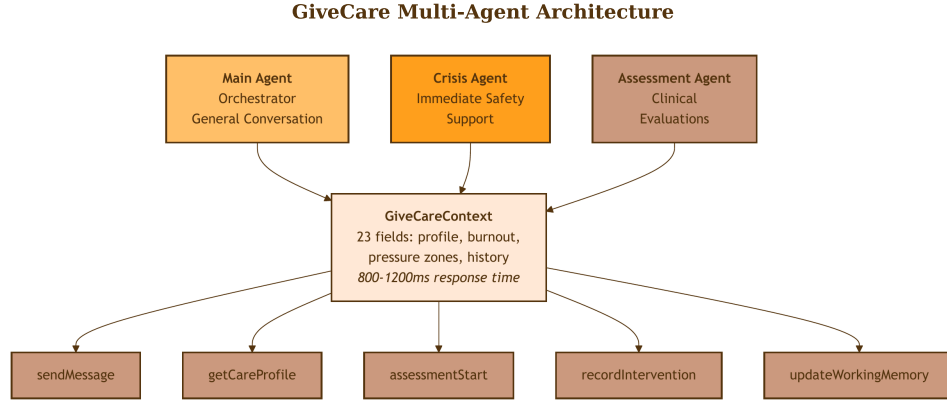 GiveCare Multi-Agent Architecture
Main Agent
Orchestrator
General Conversation
Crisis Agent
Immediate Safety
Support
Assessment Agent
Clinical
Evaluations
GiveCareContext
23 fields: profile, burnout,
pressure zones, history
800-1200ms response time
sendMessage
getCareProfile
assessmentStart
recordIntervention
updateWorkingMemory